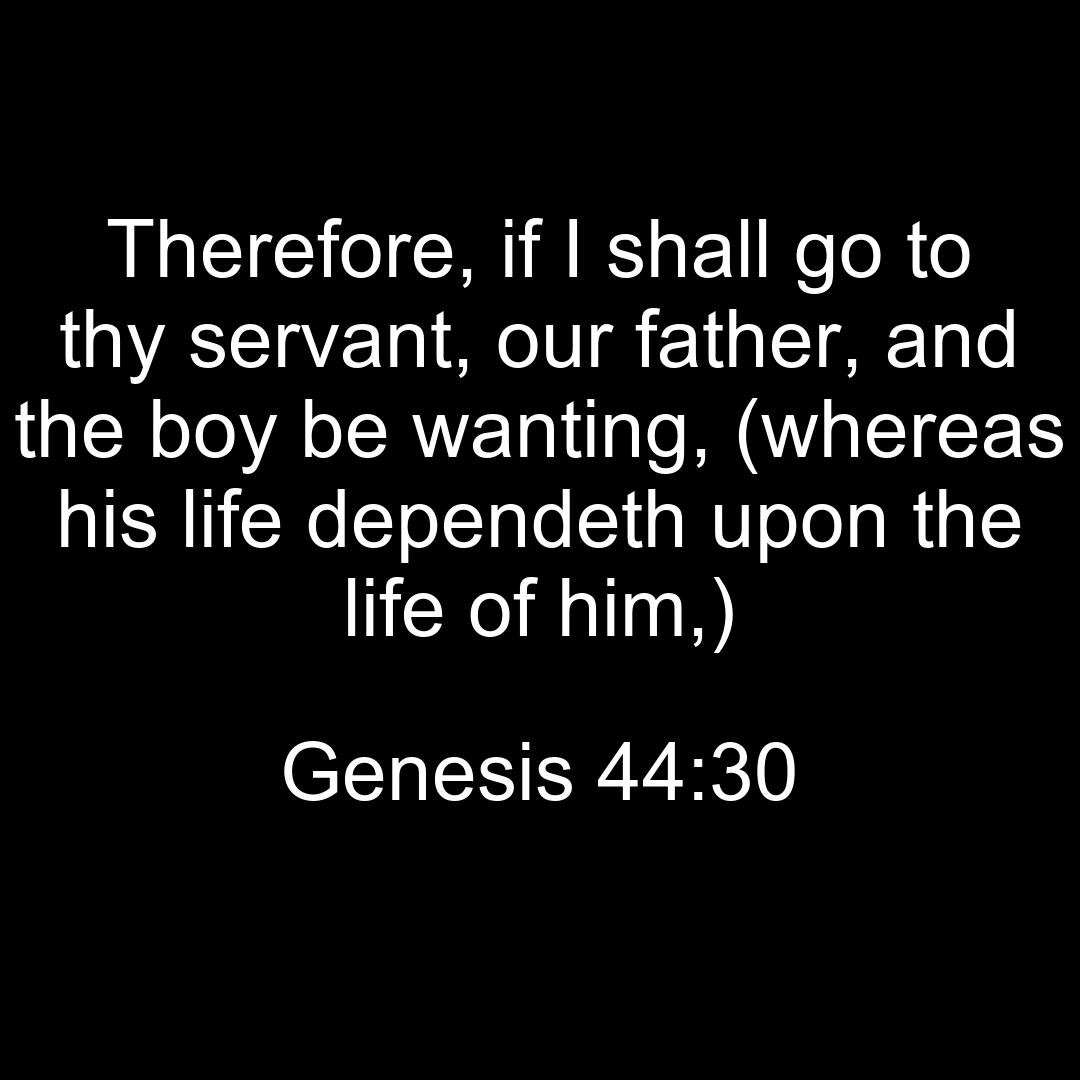 Therefore, if I shall go to
thy servant, our father, and
the boy be wanting, (whereas
his life dependeth upon the
life of him,)
Genesis 44:30